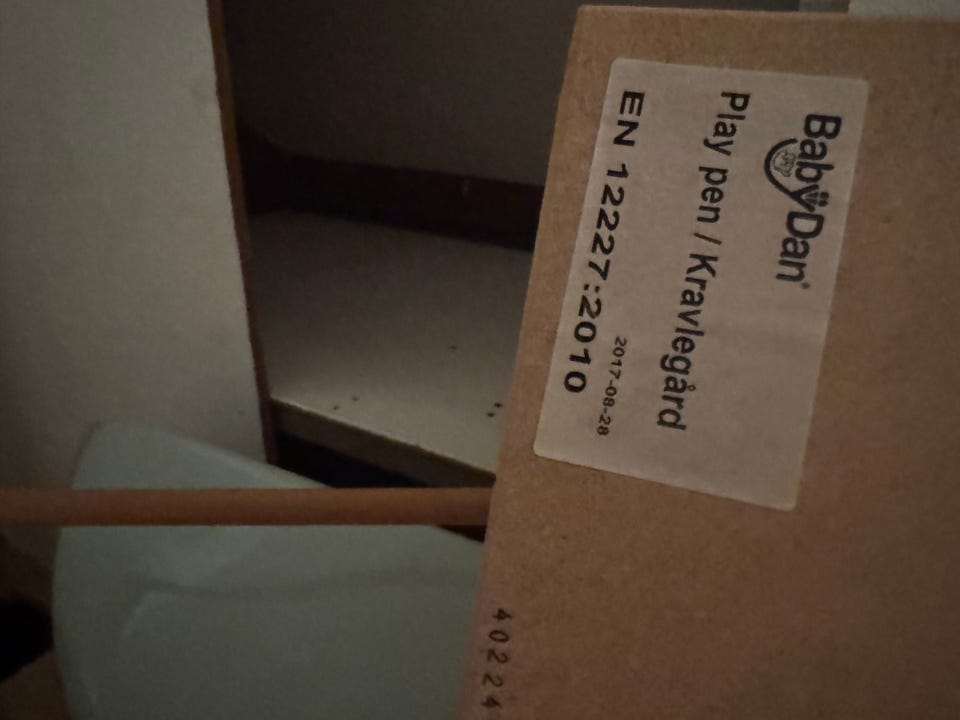 BabyDan®
Play pen / Kravlegård
2017-08-28
EN 12227:2010
40224